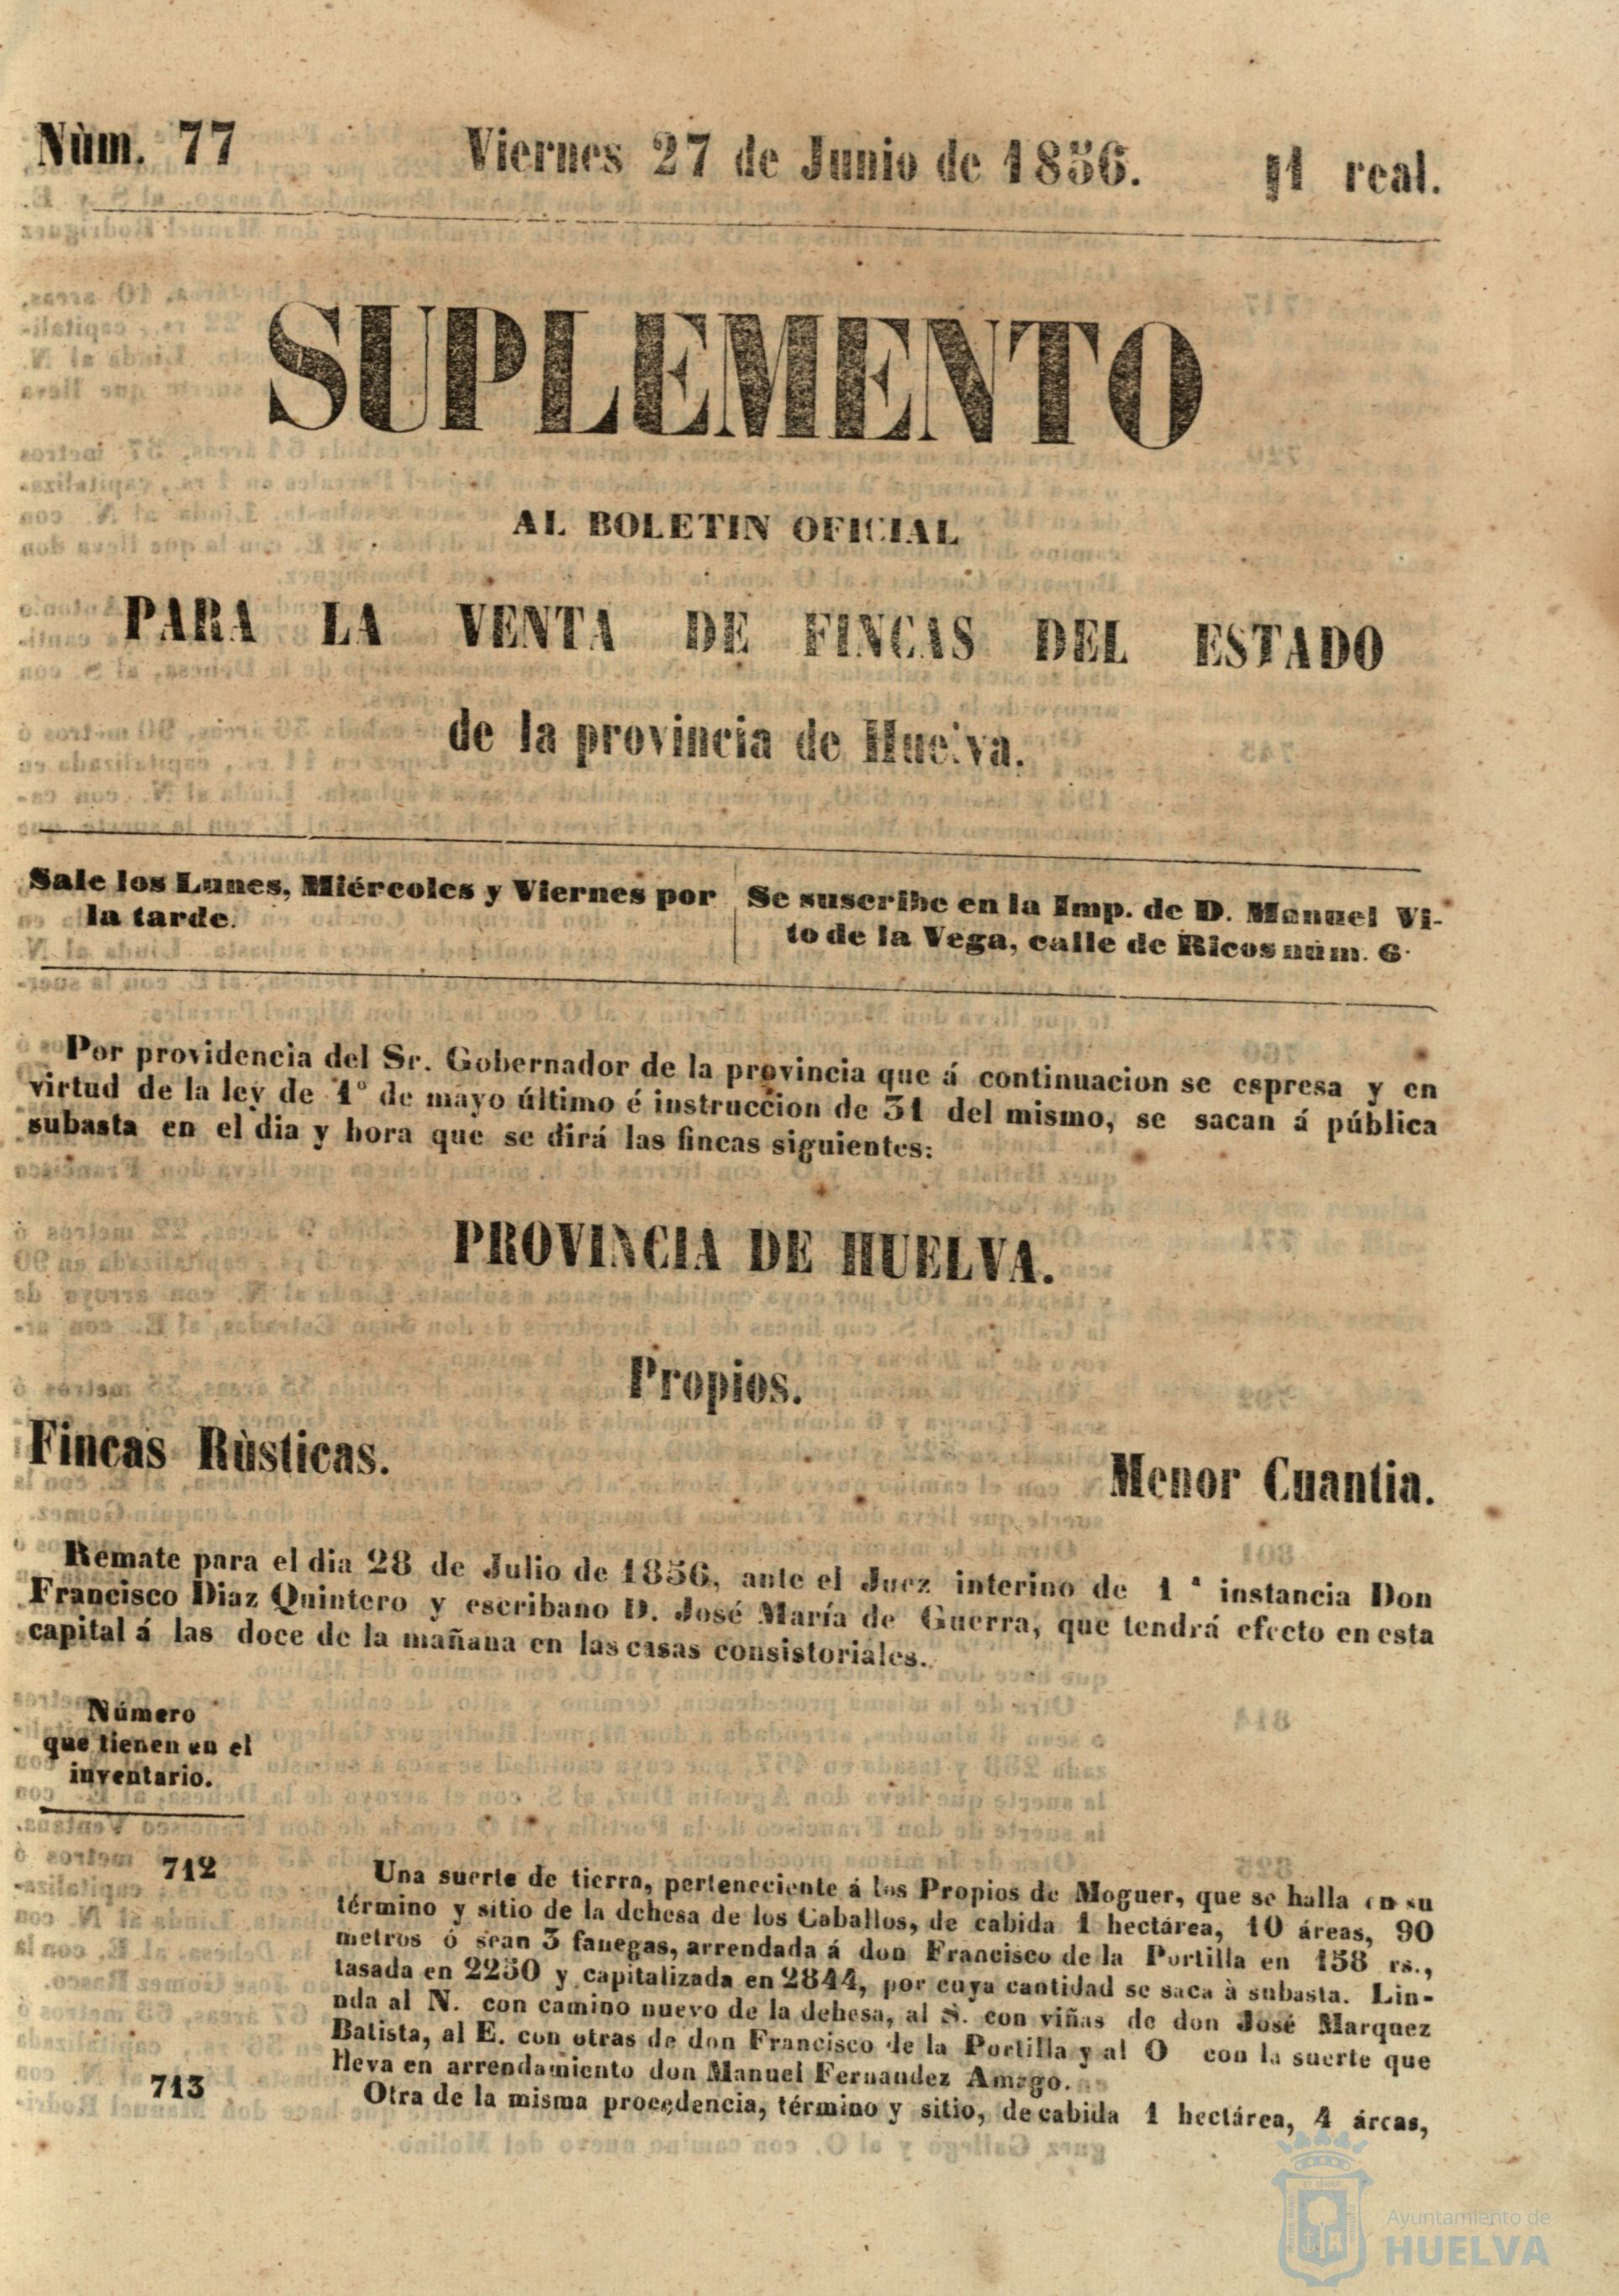 Nùm. 77 Viernes 27 de Junio de 1856. 1 real.
SUPLEMENTO
AL BOLETIN OFICIAL
PARA LA VENTA DE FINCAS DEL ESTADO
de la provincia de Huelva.
Sale los Lunes, Miércoles y Viernes por
la tarde.
Se suscribe en la Imp. de D. Manuel Vi-
to de la Vega, calle de Ricos núm. 6.
Por providencia del Sr. Gobernador de la provincia que á continuacion se espresa y en
virtud de la ley de 1º de mayo último é instruccion de 31 del mismo, se sacan á pública
subasta en el dia y hora que se dirá las fincas siguientes:
PROVINCIA DE HUELVA.
Propios.
Fincas Rùsticas. Menor Cuantia.
Remate para el dia 28 de Julio de 1856, ante el Juez interino de 1ª instancia Don
Francisco Diaz Quintero y escribano D. José María de Guerra, que tendrá efecto en esta
capital á las doce de la mañana en las casas consistoriales.
Número
que tienen en el
inventario.
712 Una suerte de tierra, perteneciente á los Propios de Moguer, que se halla en su
término y sitio de la dehesa de los Caballos, de cabida 1 hectárea, 10 áreas, 90
metros ó sean 3 fanegas, arrendada á don Francisco de la Portilla en 158 rs.,
tasada en 2250 y capitalizada en 2844, por cuya cantidad se saca à subasta. Lin-
nda al N. con camino nuevo de la dehesa, al S. con viñas de don José Marquez
Batista, al E. con otras de don Francisco de la Portilla y al O con la suerte que
lleva en arrendamiento don Manuel Fernandez Amago.
713 Otra de la misma procedencia, término y sitio, de cabida 1 hectárea, 4 áreas,
Ayuntamiento de
HUELVA